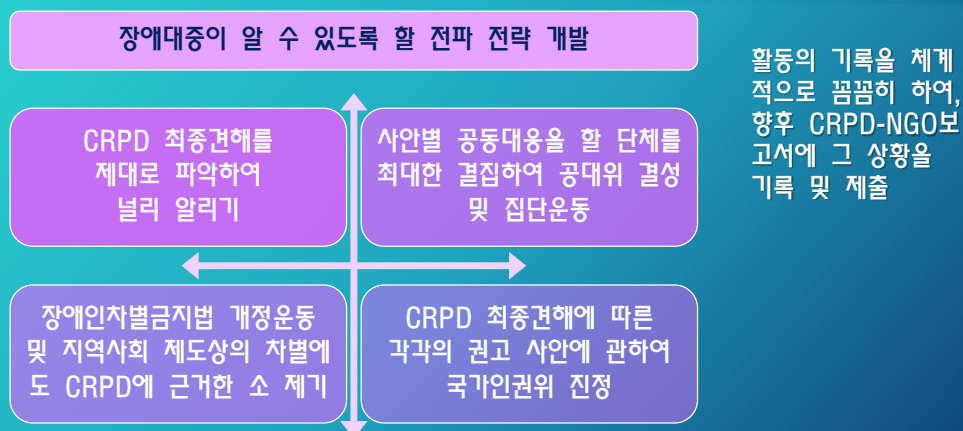 장애대중이 알 수 있도록 할 전파 전략 개발
CRPD 최종견해를
제대로 파악하여
널리 알리기
사안별 공동대응을 할 단체를
최대한 결집하여 공대위 결성
및 집단운동
장애인차별금지법 개정운동
및 지역사회 제도상의 차별에
도 CRPD에 근거한 소 제기
CRPD 최종견해에 따른
각각의 권고 사안에 관하여
국가인권위 진정
활동의 기록을 체계
적으로 꼼꼼히 하여,
향후 CRPD-NGO보
고서에 그 상황을
기록 및 제출